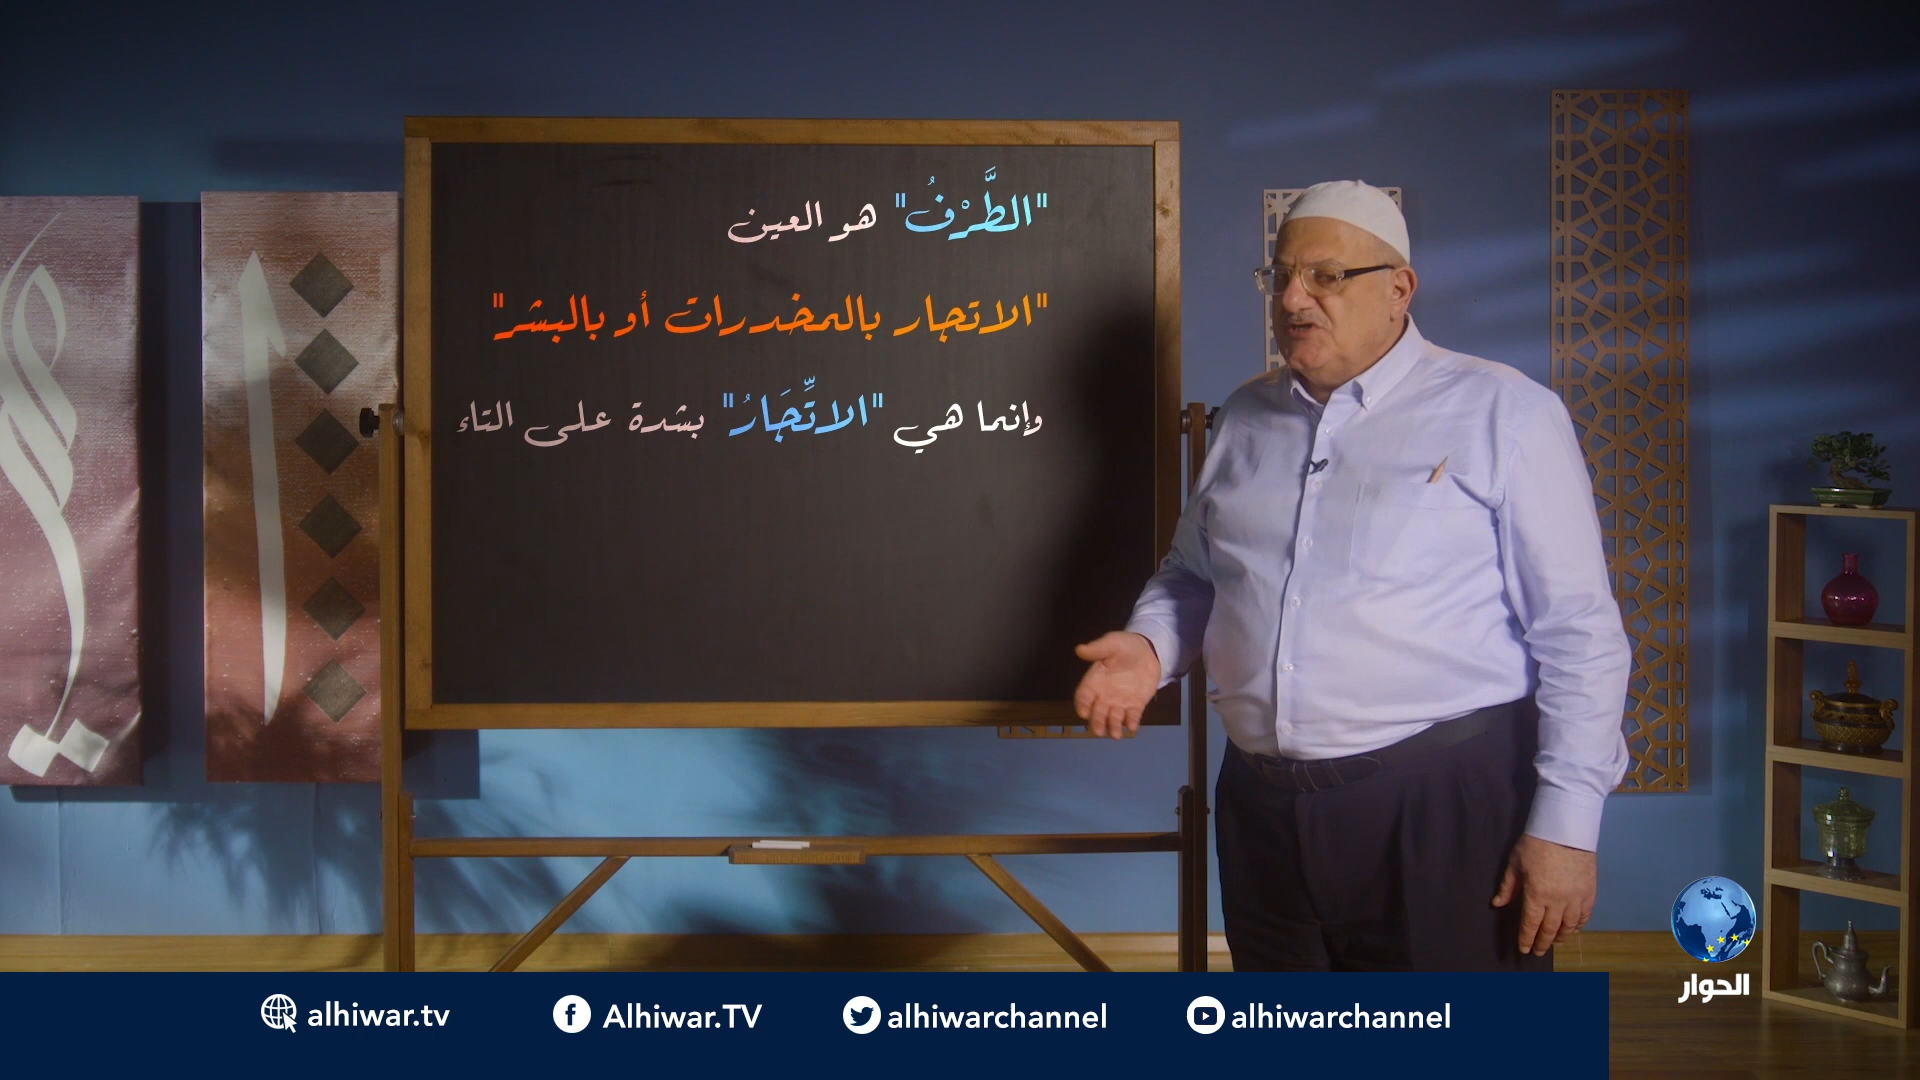 "الطَّرْفُ" هو العين
"الاتجار بالمخدرات أو بالبشر"
وإنما هي "الاتِّجَارُ" بشدة على التاء
الحوار
alhiwar.tv
Alhiwar.TV
alhiwarchannel
alhiwarchannel